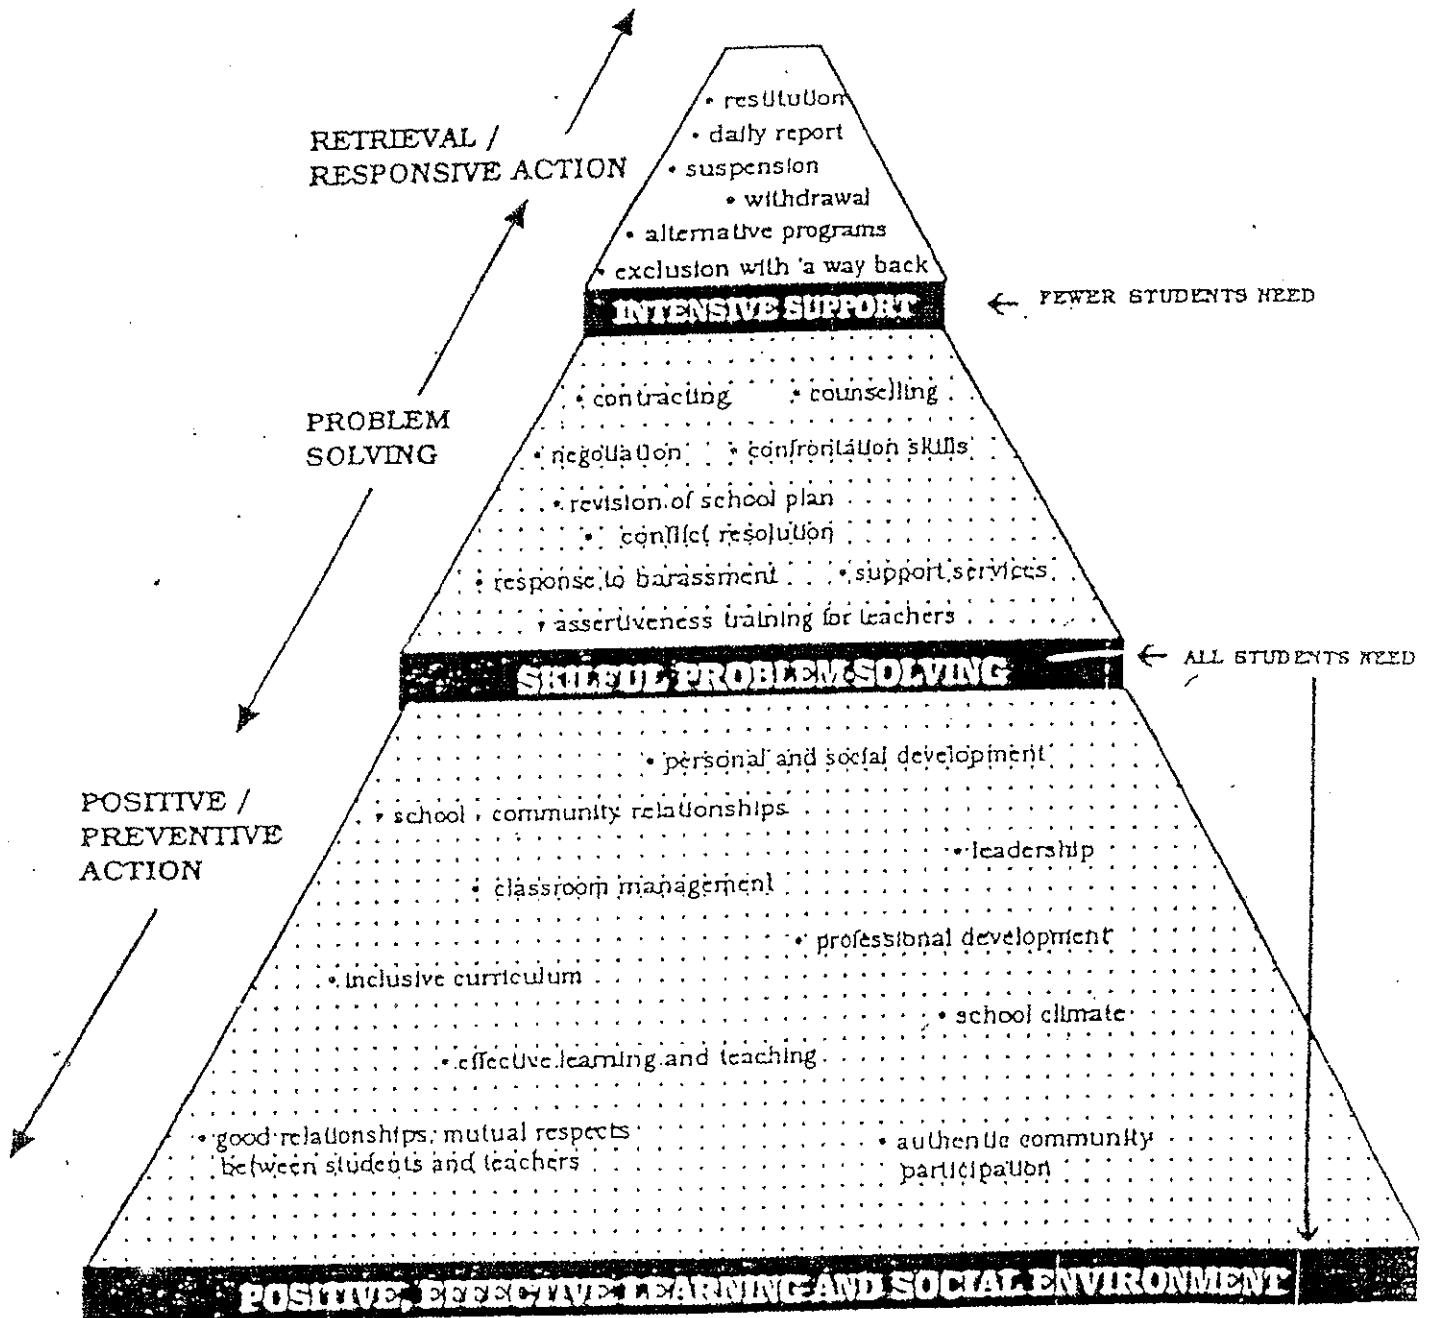 • restitution
• daily report
RETRIEVAL /
RESPONSIVE ACTION
• suspension
• withdrawal
• alternative programs
• exclusion with 'a way back
INTENSIVE SUPPORT
← FEWER STUDENTS NEED
• contracting • counselling
PROBLEM
SOLVING
• negotiation • confrontation skills
• revision of school plan
• conflict resolution
• response to harassment • support services
• assertiveness training for teachers
SKILFUL PROBLEM-SOLVING
← ALL STUDENTS NEED
• personal and social development
POSITIVE /
PREVENTIVE
ACTION
• school - community relationships
• leadership
• classroom management
• professional development
• inclusive curriculum
• school climate
• effective learning and teaching
• good relationships, mutual respects
between students and teachers
• authentic community
participation
POSITIVE, EFFECTIVE LEARNING AND SOCIAL ENVIRONMENT